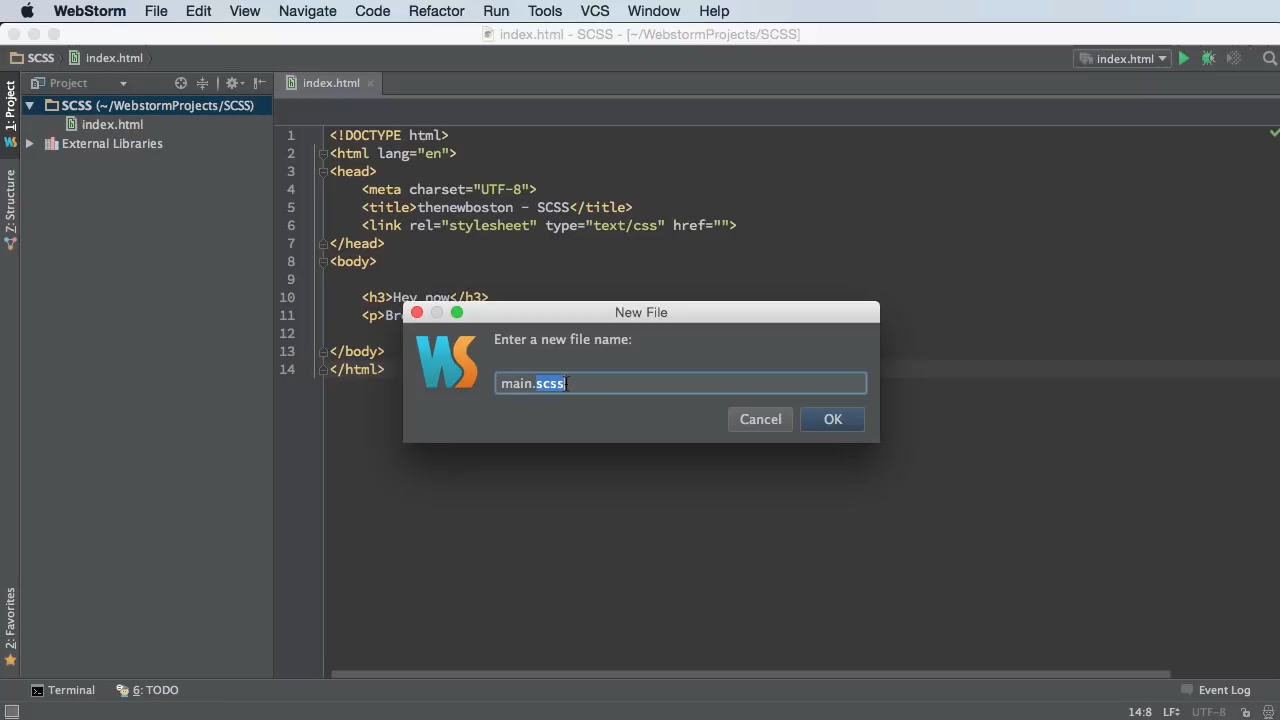 WebStorm File Edit View Navigate Code Refactor Run Tools VCS Window Help
index.html - SCSS - [~/WebstormProjects/SCSS]
SCSS index.html index.html
1: Project
Project index.html
SCSS (~/WebstormProjects/SCSS)
index.html
External Libraries
Z: Structure
2: Favorites
1 <!DOCTYPE html>
2 <html lang="en">
3 <head>
4 <meta charset="UTF-8">
5 <title>thenewboston - SCSS</title>
6 <link rel="stylesheet" type="text/css" href="">
7 </head>
8 <body>
9
10 <h3>Hey now</h3>
11 <p>Br
12
13 </body>
14 </html>
New File
WS
Enter a new file name:
main.scss
Cancel OK
Terminal 6: TODO Event Log
14:8 LF UTF-8